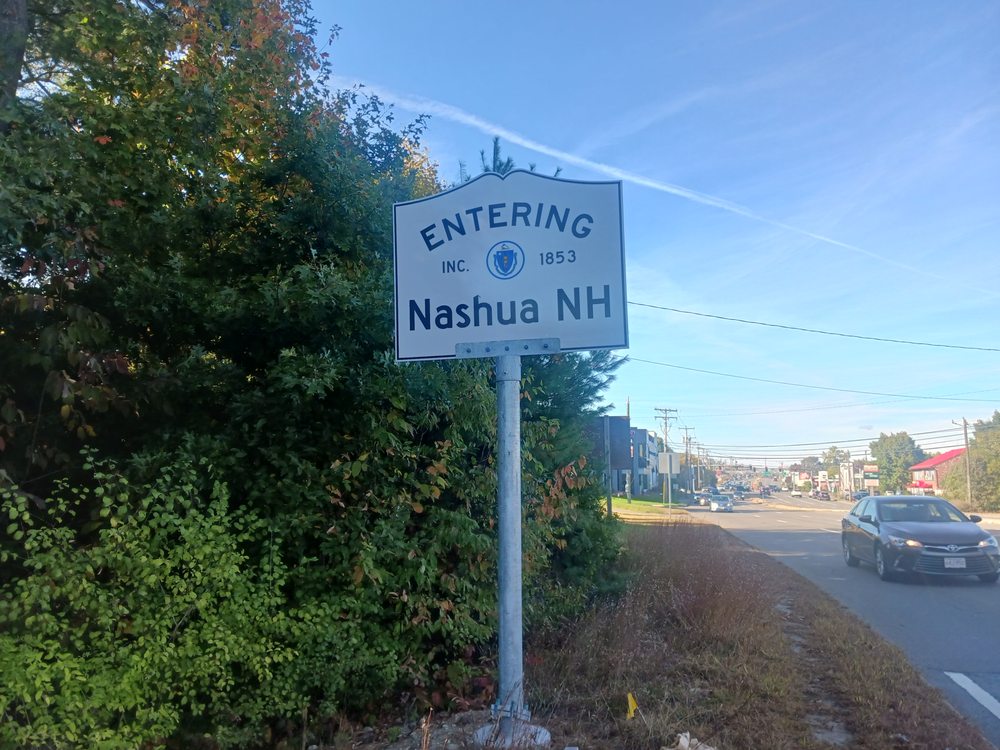 ENTERING
INC. 1853
Nashua NH